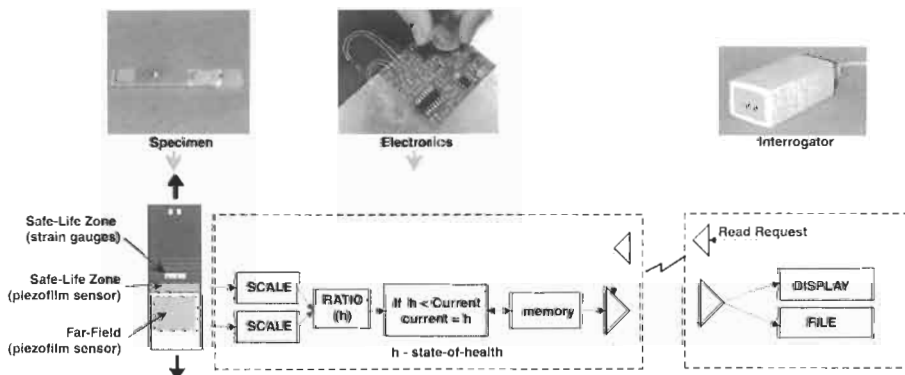 Specimen
Electronics
Interrogator
Safe-Life Zone
(strain gauges)
Safe-Life Zone
(piezofilm sensor)
Far-Field
(piezofilm sensor)
SCALE
SCALE
RATIO
(h)
If h < Current
current = h
memory
h - state-of-health
Read Request
DISPLAY
FILE